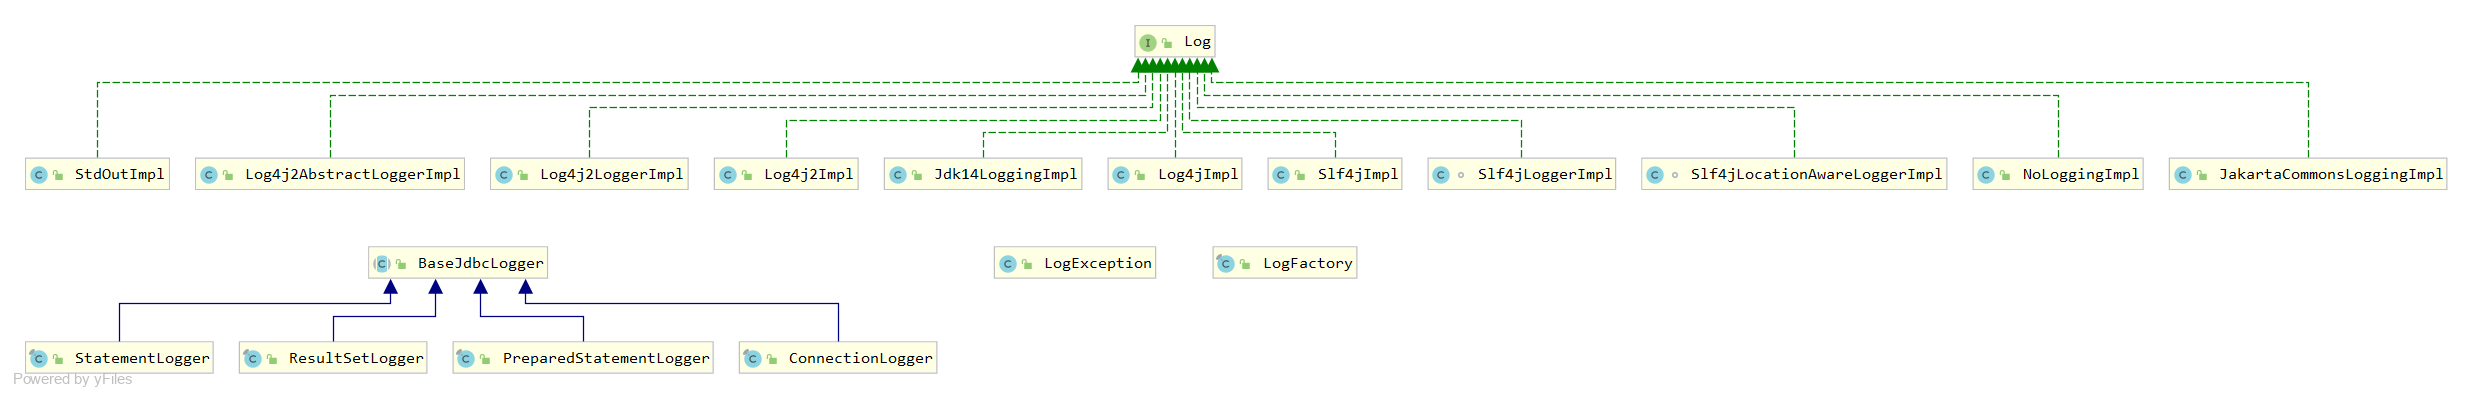 Log
StdOutImpl Log4j2AbstractLoggerImpl Log4j2LoggerImpl Log4j2Impl Jdk14LoggingImpl Log4jImpl Slf4jImpl Slf4jLoggerImpl Slf4jLocationAwareLoggerImpl NoLoggingImpl JakartaCommonsLoggingImpl
BaseJdbcLogger LogException LogFactory
StatementLogger ResultSetLogger PreparedStatementLogger ConnectionLogger
Powered by yFiles